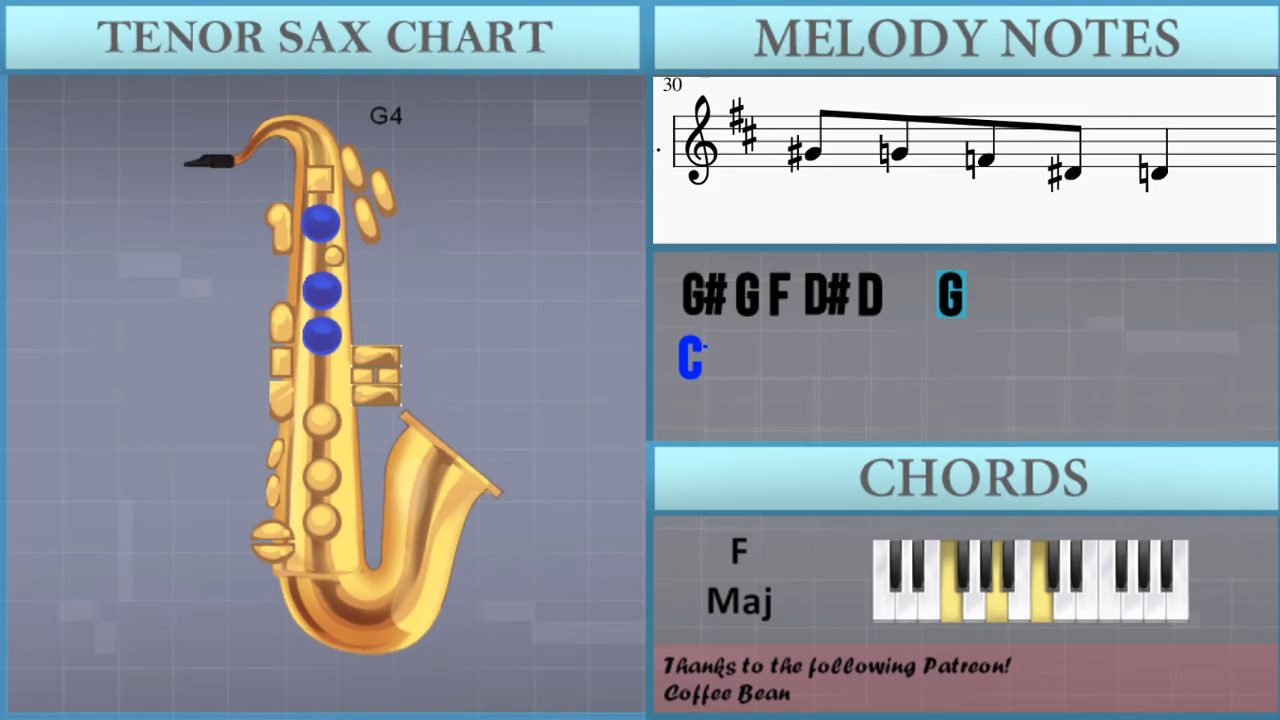 TENOR SAX CHART
G4
MELODY NOTES
30
G# G F D# D G
C-
CHORDS
F
Maj
Thanks to the following Patreon!
Coffee Bean